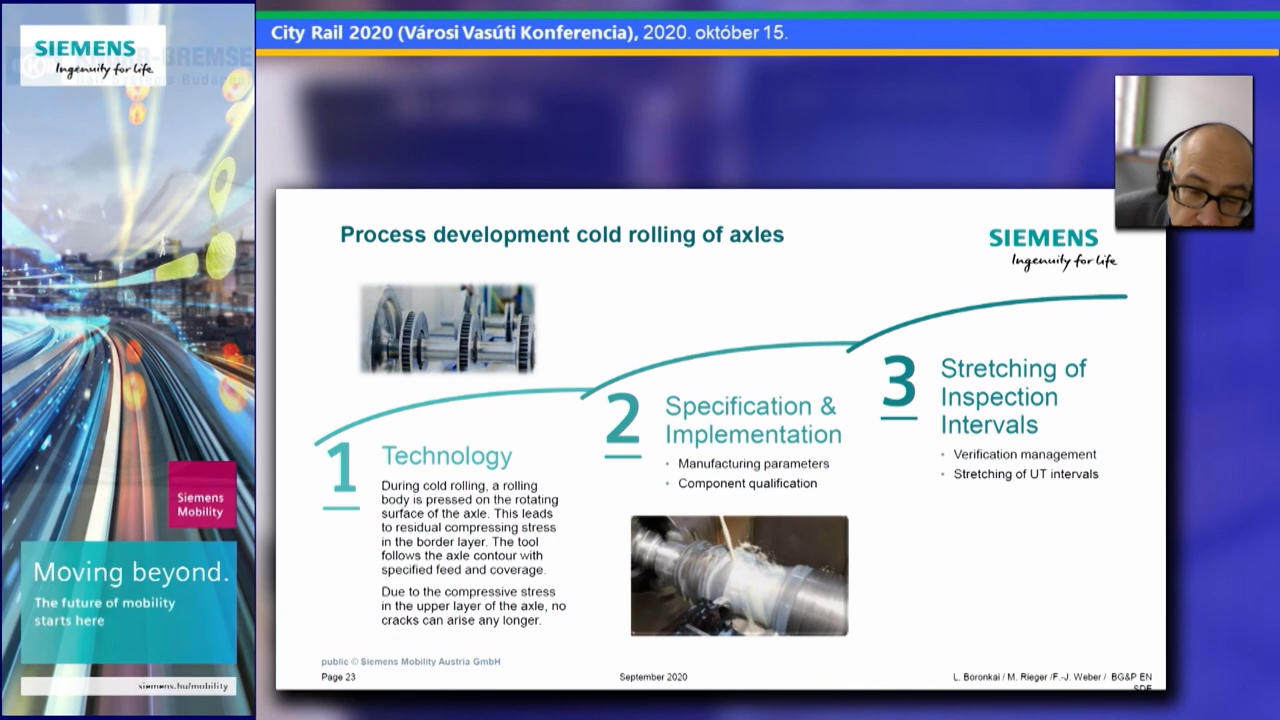 City Rail 2020 (Városi Vasúti Konferencia), 2020. október 15.
SIEMENS
Ingenuity for life
Siemens
Mobility
Moving beyond.
The future of mobility
starts here
siemens.hu/mobility
Process development cold rolling of axles
SIEMENS
Ingenuity for life
1
Technology
During cold rolling, a rolling
body is pressed on the rotating
surface of the axle. This leads
to residual compressing stress
in the border layer. The tool
follows the axle contour with
specified feed and coverage.
Due to the compressive stress
in the upper layer of the axle, no
cracks can arise any longer.
2
Specification &
Implementation
• Manufacturing parameters
• Component qualification
3
Stretching of
Inspection
Intervals
• Verification management
• Stretching of UT intervals
public © Siemens Mobility Austria GmbH
Page 23
September 2020
L. Boronkai / M. Rieger /F.-J. Weber / BG&P EN
SDE